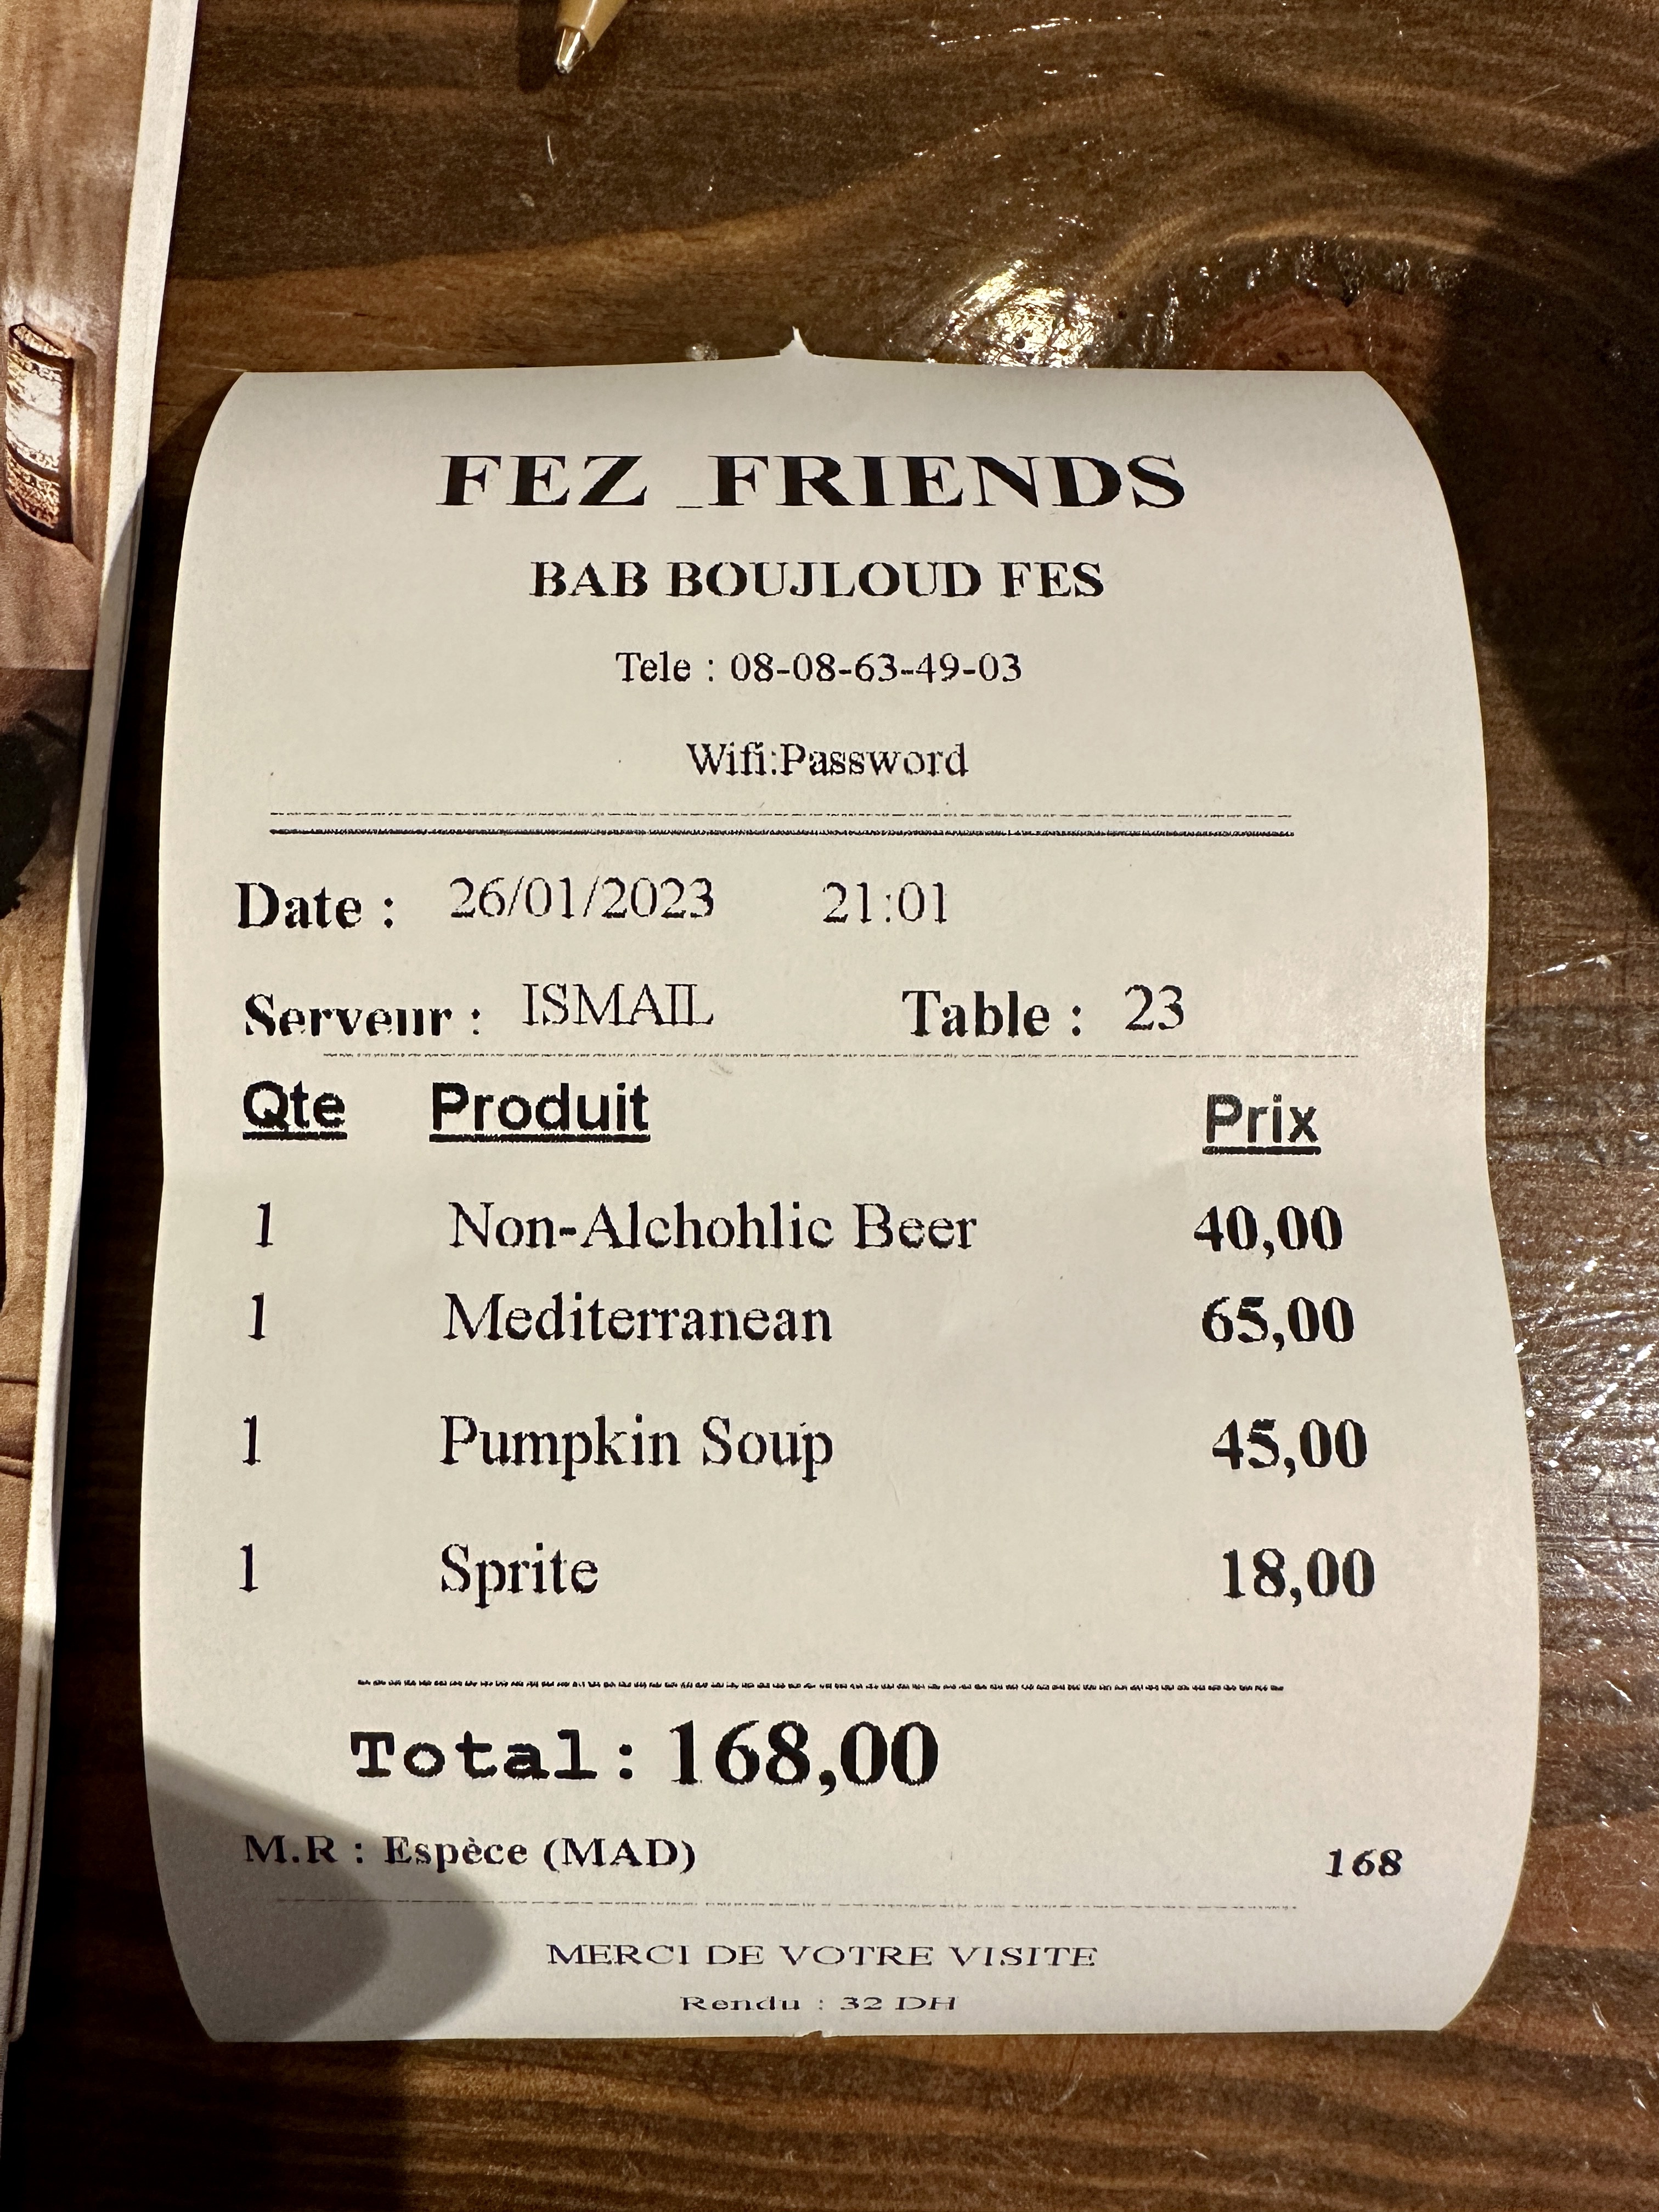 FEZ _FRIENDS
BAB BOUJLOUD FES
Tele : 08-08-63-49-03
Wifi:Password
Date : 26/01/2023 21:01
Serveur : ISMAIL Table : 23
Qte Produit Prix
1 Non-Alchohlic Beer 40,00
1 Mediterranean 65,00
1 Pumpkin Soup 45,00
1 Sprite 18,00
Total: 168,00
M.R : Espèce (MAD) 168
MERCI DE VOTRE VISITE
Rendu : 32 DH